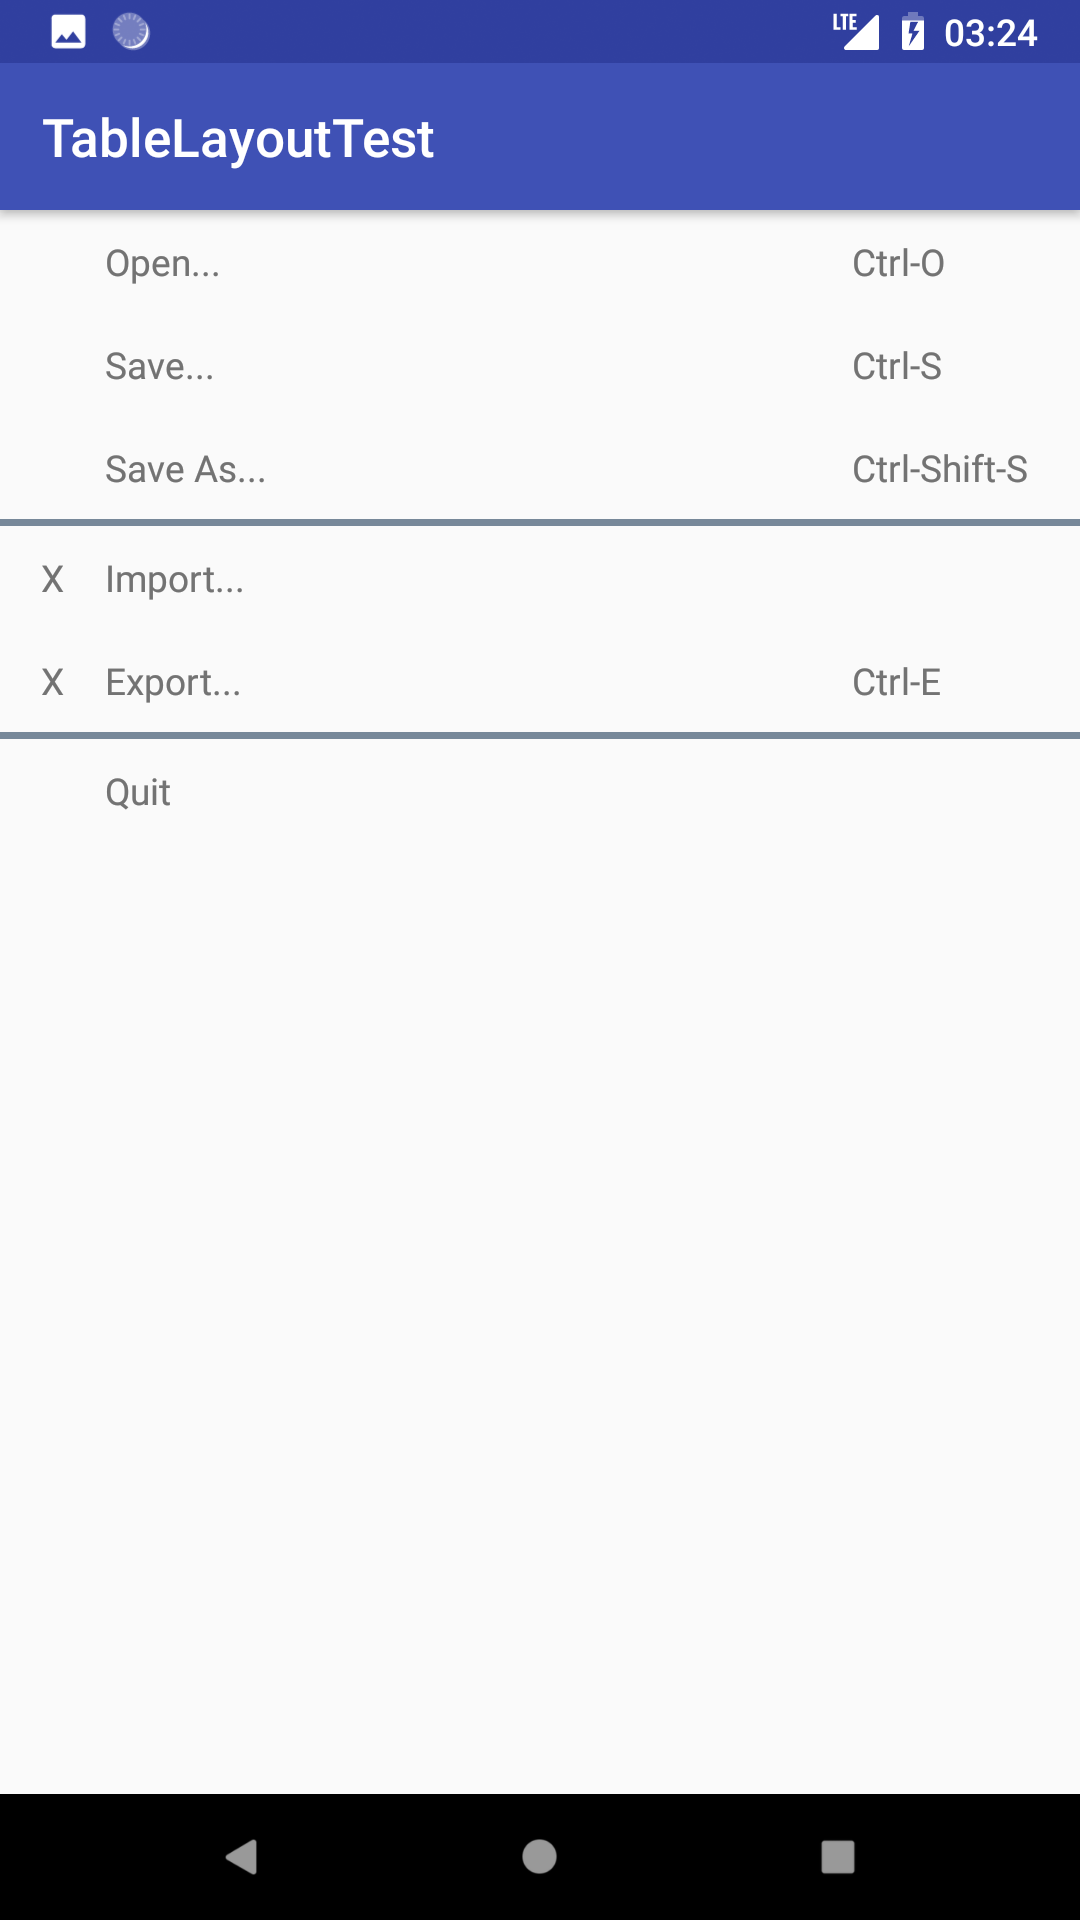 LTE 03:24
TableLayoutTest
Open... Ctrl-O
Save... Ctrl-S
Save As... Ctrl-Shift-S
X Import...
X Export... Ctrl-E
Quit